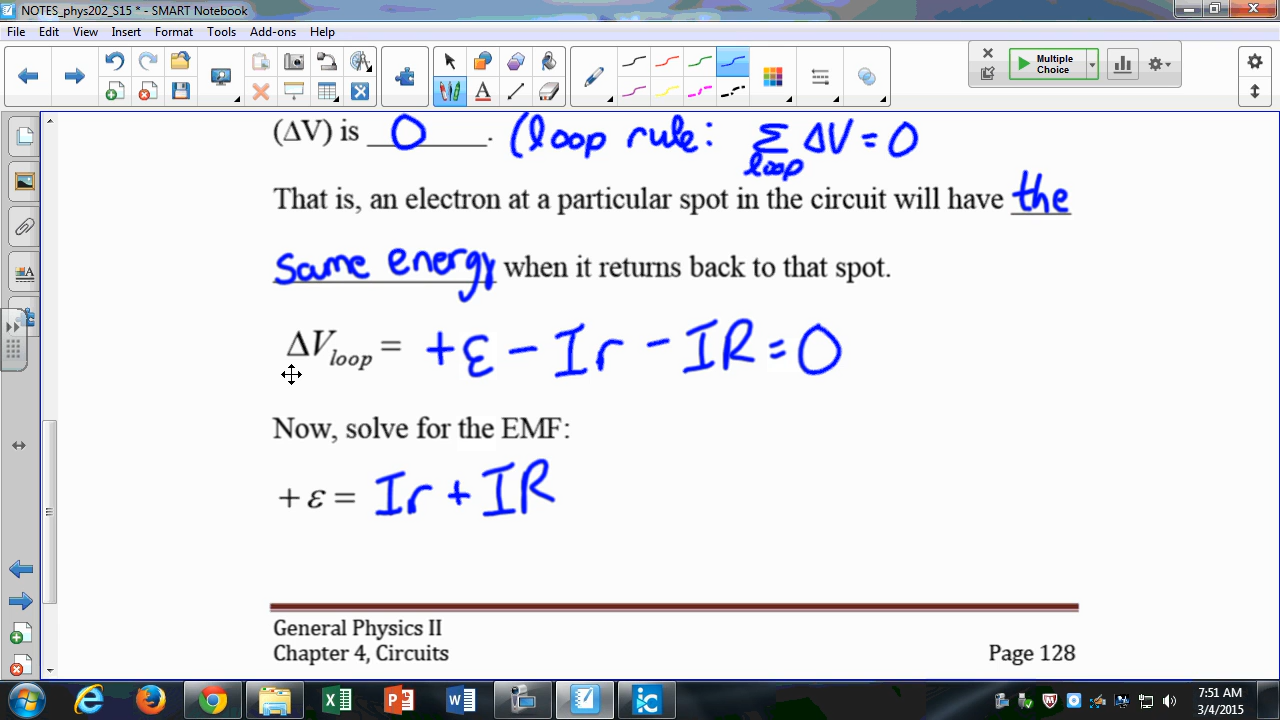 NOTES_phys202_S15 * - SMART Notebook
File Edit View Insert Format Tools Add-ons Help
Multiple
Choice
(ΔV) is 0. (loop rule: Σ ΔV = 0
loop
That is, an electron at a particular spot in the circuit will have the
same energy when it returns back to that spot.
ΔVloop = +ε - Ir - IR = 0
Now, solve for the EMF:
+ε = Ir + IR
General Physics II
Chapter 4, Circuits Page 128
7:51 AM
3/4/2015